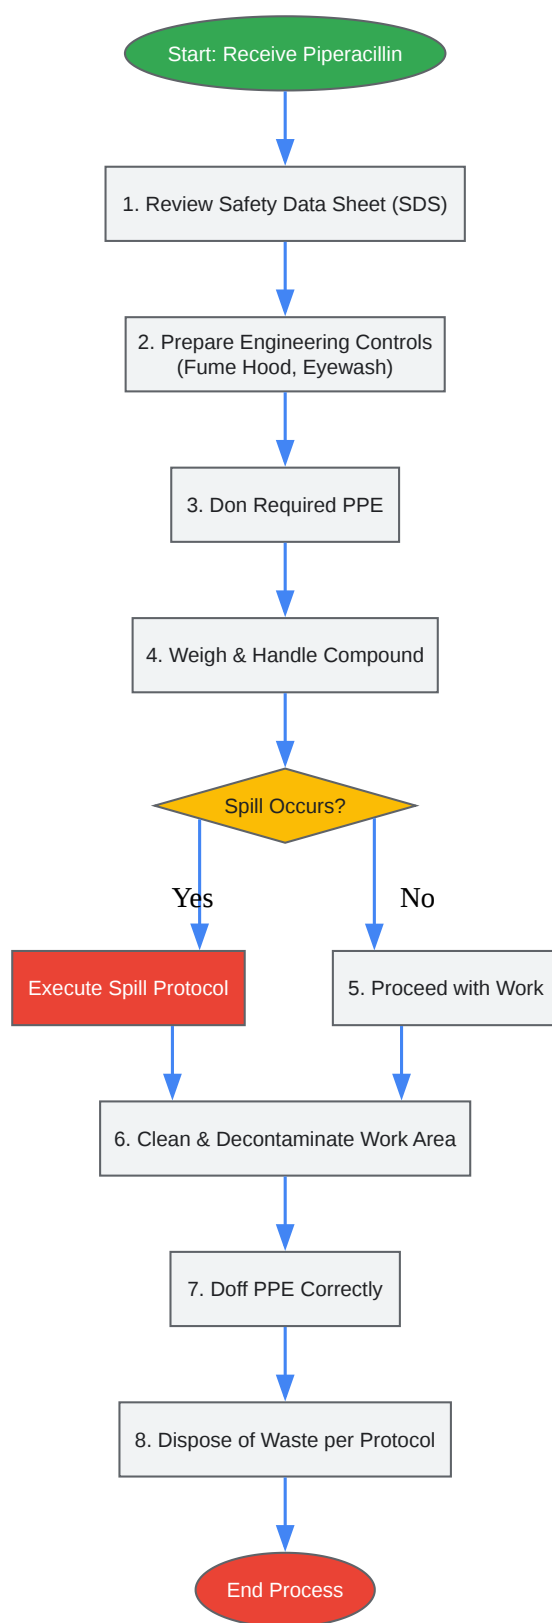 Start: Receive Piperacillin
1. Review Safety Data Sheet (SDS)
2. Prepare Engineering Controls
(Fume Hood, Eyewash)
3. Don Required PPE
4. Weigh & Handle Compound
Spill Occurs?
Yes
No
Execute Spill Protocol
5. Proceed with Work
6. Clean & Decontaminate Work Area
7. Doff PPE Correctly
8. Dispose of Waste per Protocol
End Process